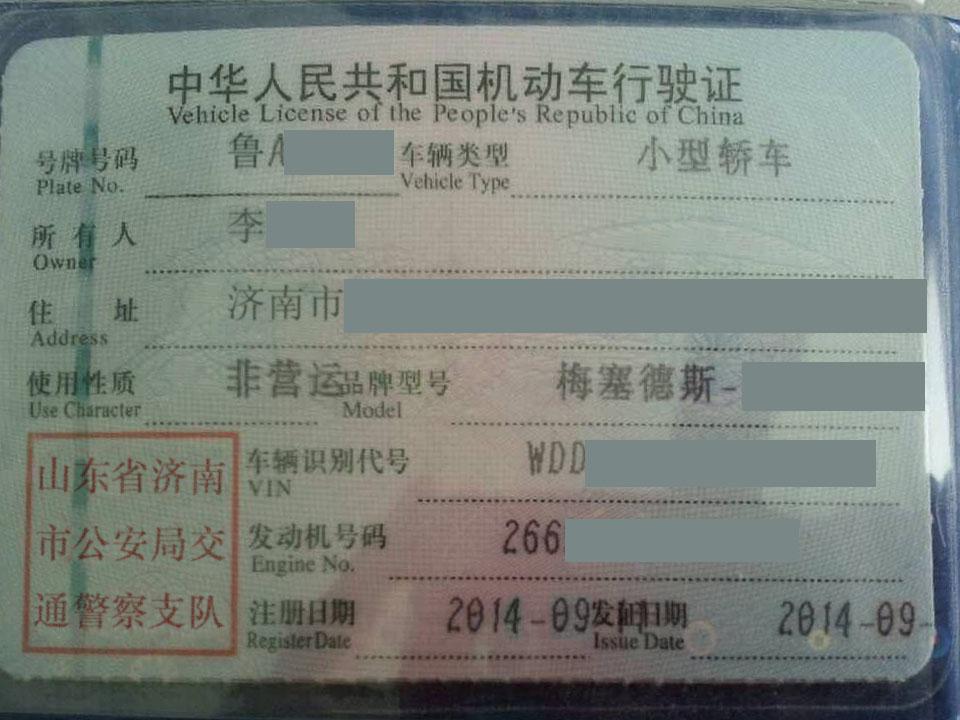 中华人民共和国机动车行驶证
Vehicle License of the People's Republic of China
号牌号码 鲁A 车辆类型 小型轿车
Plate No. Vehicle Type
所有人 李
Owner
住址 济南市
Address
使用性质 非营运 品牌型号 梅塞德斯-
Use Character Model
山东省济南
市公安局交
通警察支队
车辆识别代号 WDD
VIN
发动机号码 266
Engine No.
注册日期 2014-09 发证日期 2014-09-
Register Date Issue Date